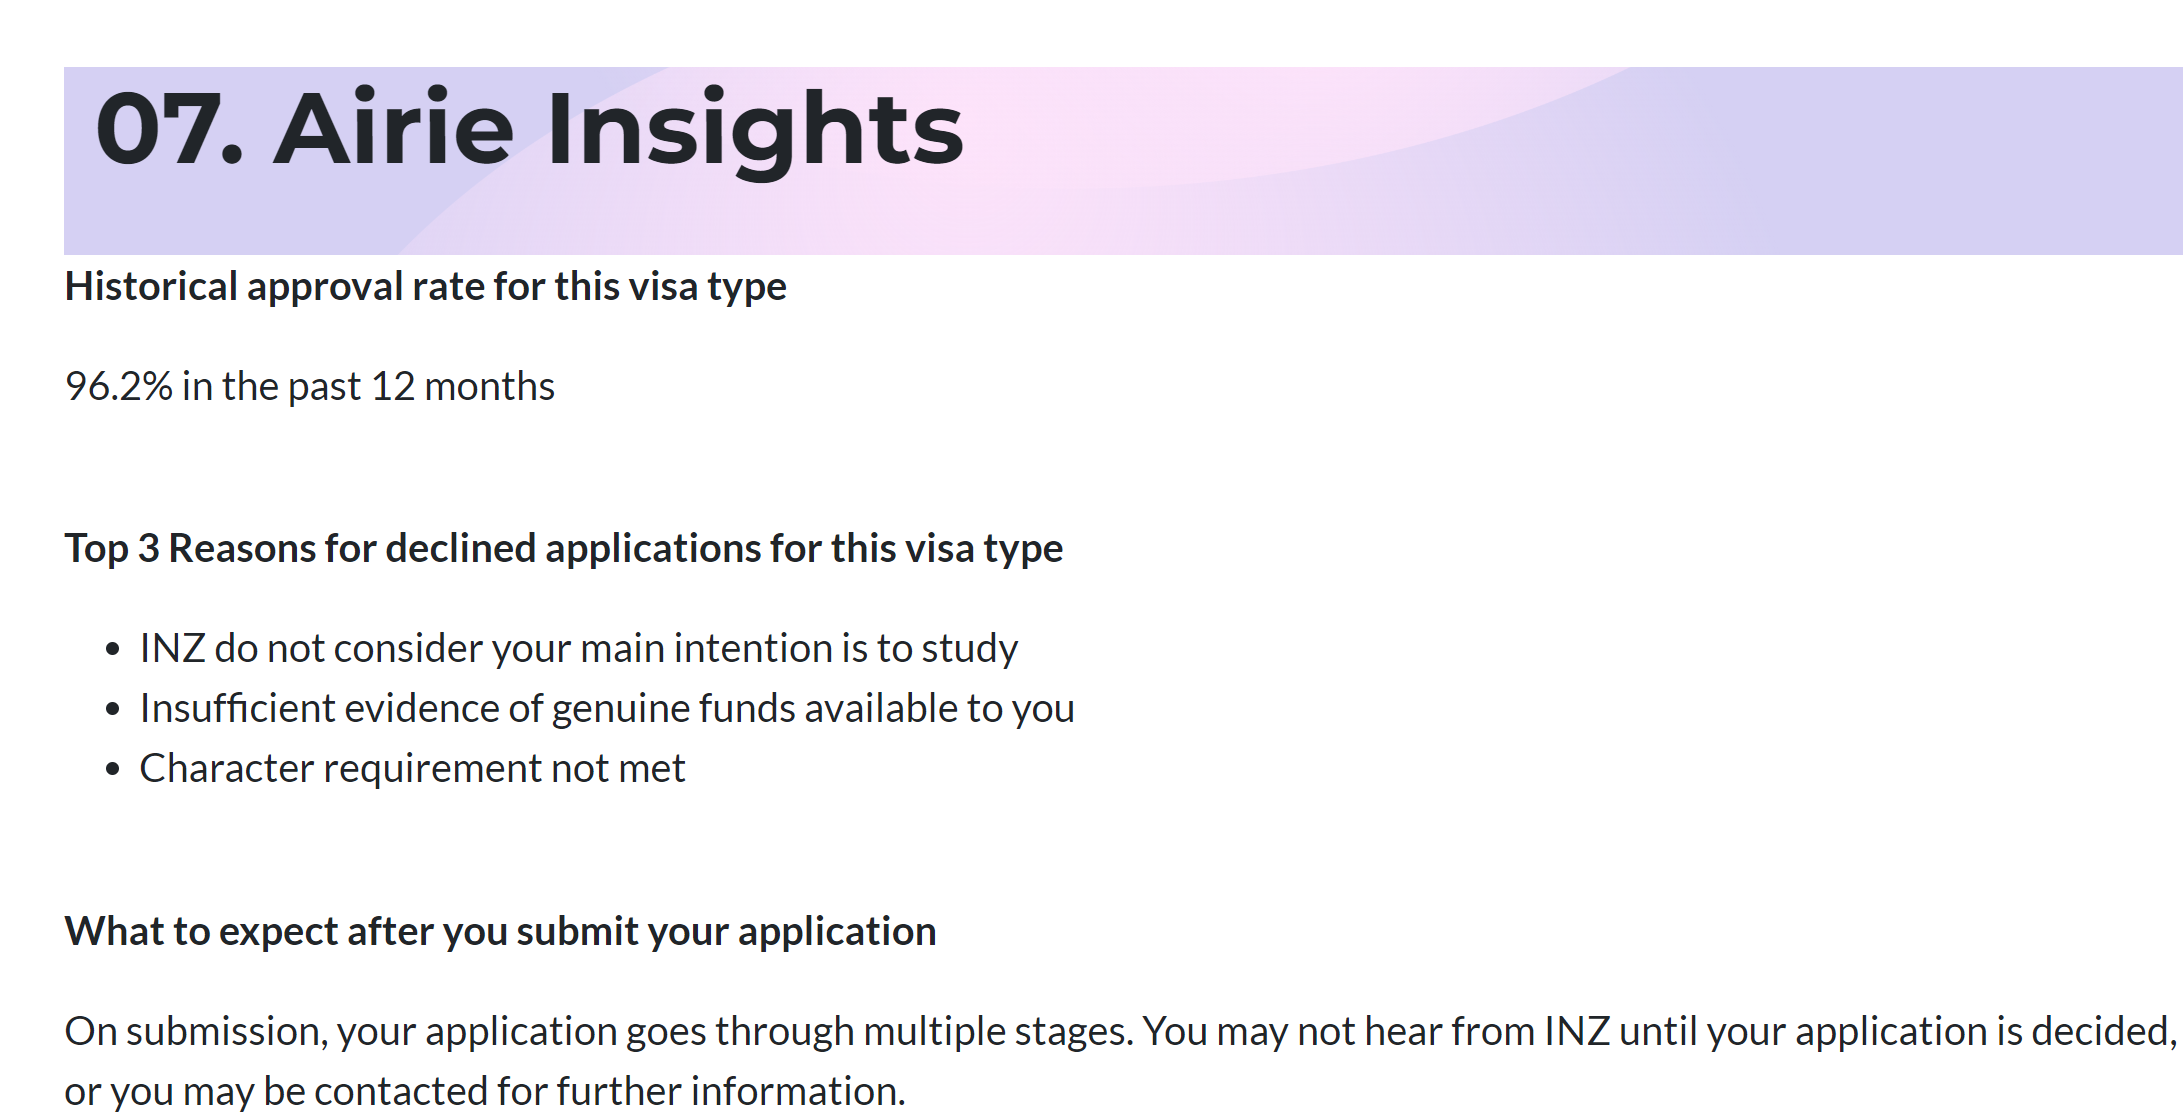 07. Airie Insights
Historical approval rate for this visa type
96.2% in the past 12 months
Top 3 Reasons for declined applications for this visa type
• INZ do not consider your main intention is to study
• Insufficient evidence of genuine funds available to you
• Character requirement not met
What to expect after you submit your application
On submission, your application goes through multiple stages. You may not hear from INZ until your application is decided,
or you may be contacted for further information.